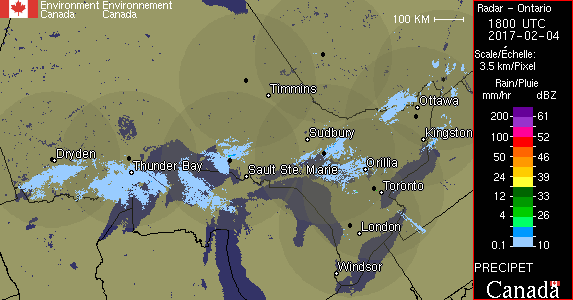 Environment Environnement
Canada Canada
100 KM
Timmins
Ottawa
Sudbury
Kingston
Dryden
Thunder Bay
Sault Ste. Marie
Orillia
Toronto
London
Windsor
Radar - Ontario
1800 UTC
2017-02-04
Scale/Échelle:
3.5 km/Pixel
Rain/Pluie
mm/hr dBZ
200 61
100 52
50 46
24 39
12 33
4 26
0.1 10
PRECIPET
Canada